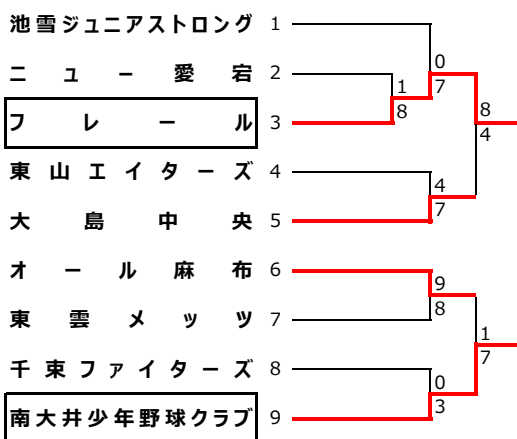 池雪ジュニアストロング 1
ニュー愛宕 2
フレール 3
東山エイターズ 4
大島中央 5
オール麻布 6
東雲メッツ 7
千束ファイターズ 8
南大井少年野球クラブ 9
0
7
1
8
8
4
4
7
9
8
1
7
0
3